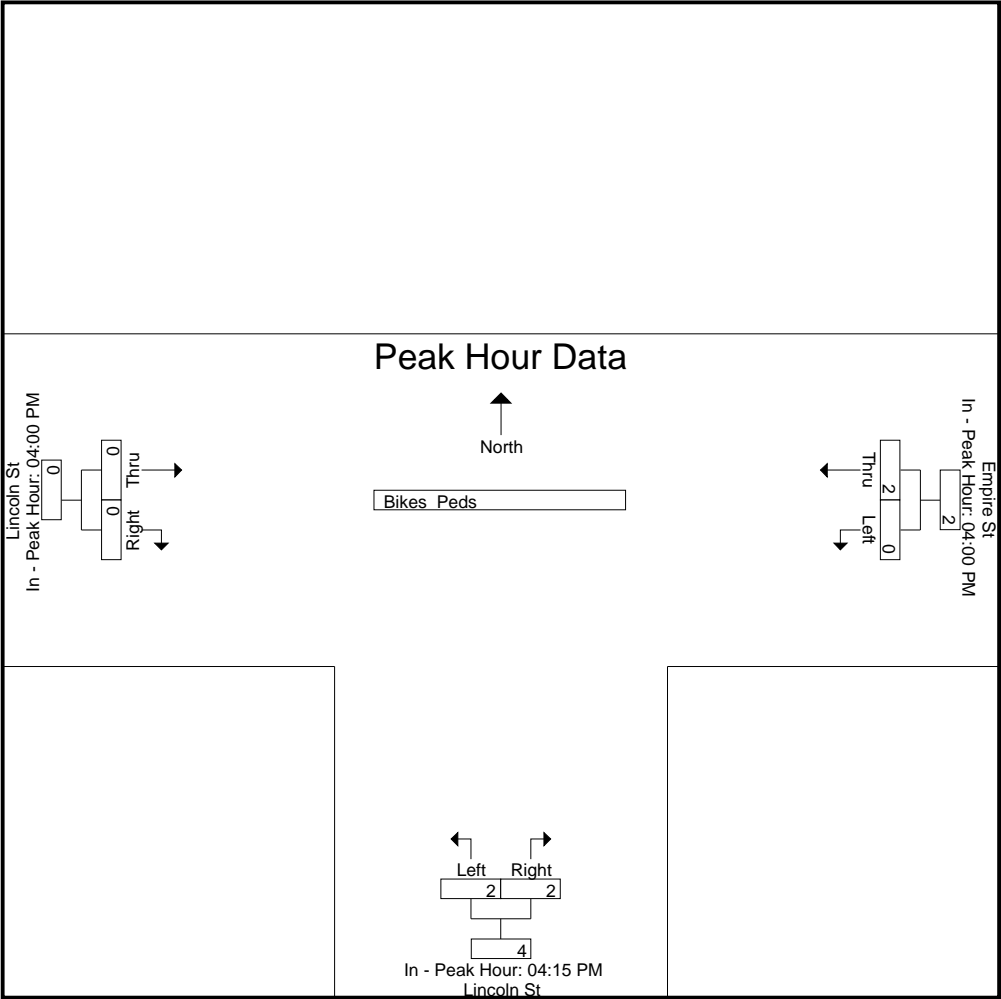 Peak Hour Data
North
Bikes Peds
Lincoln St
In - Peak Hour: 04:00 PM
0
0
Thru
0
Right
Empire St
In - Peak Hour: 04:00 PM
2
2
Thru
0
Left
Left Right
2 2
4
In - Peak Hour: 04:15 PM
Lincoln St